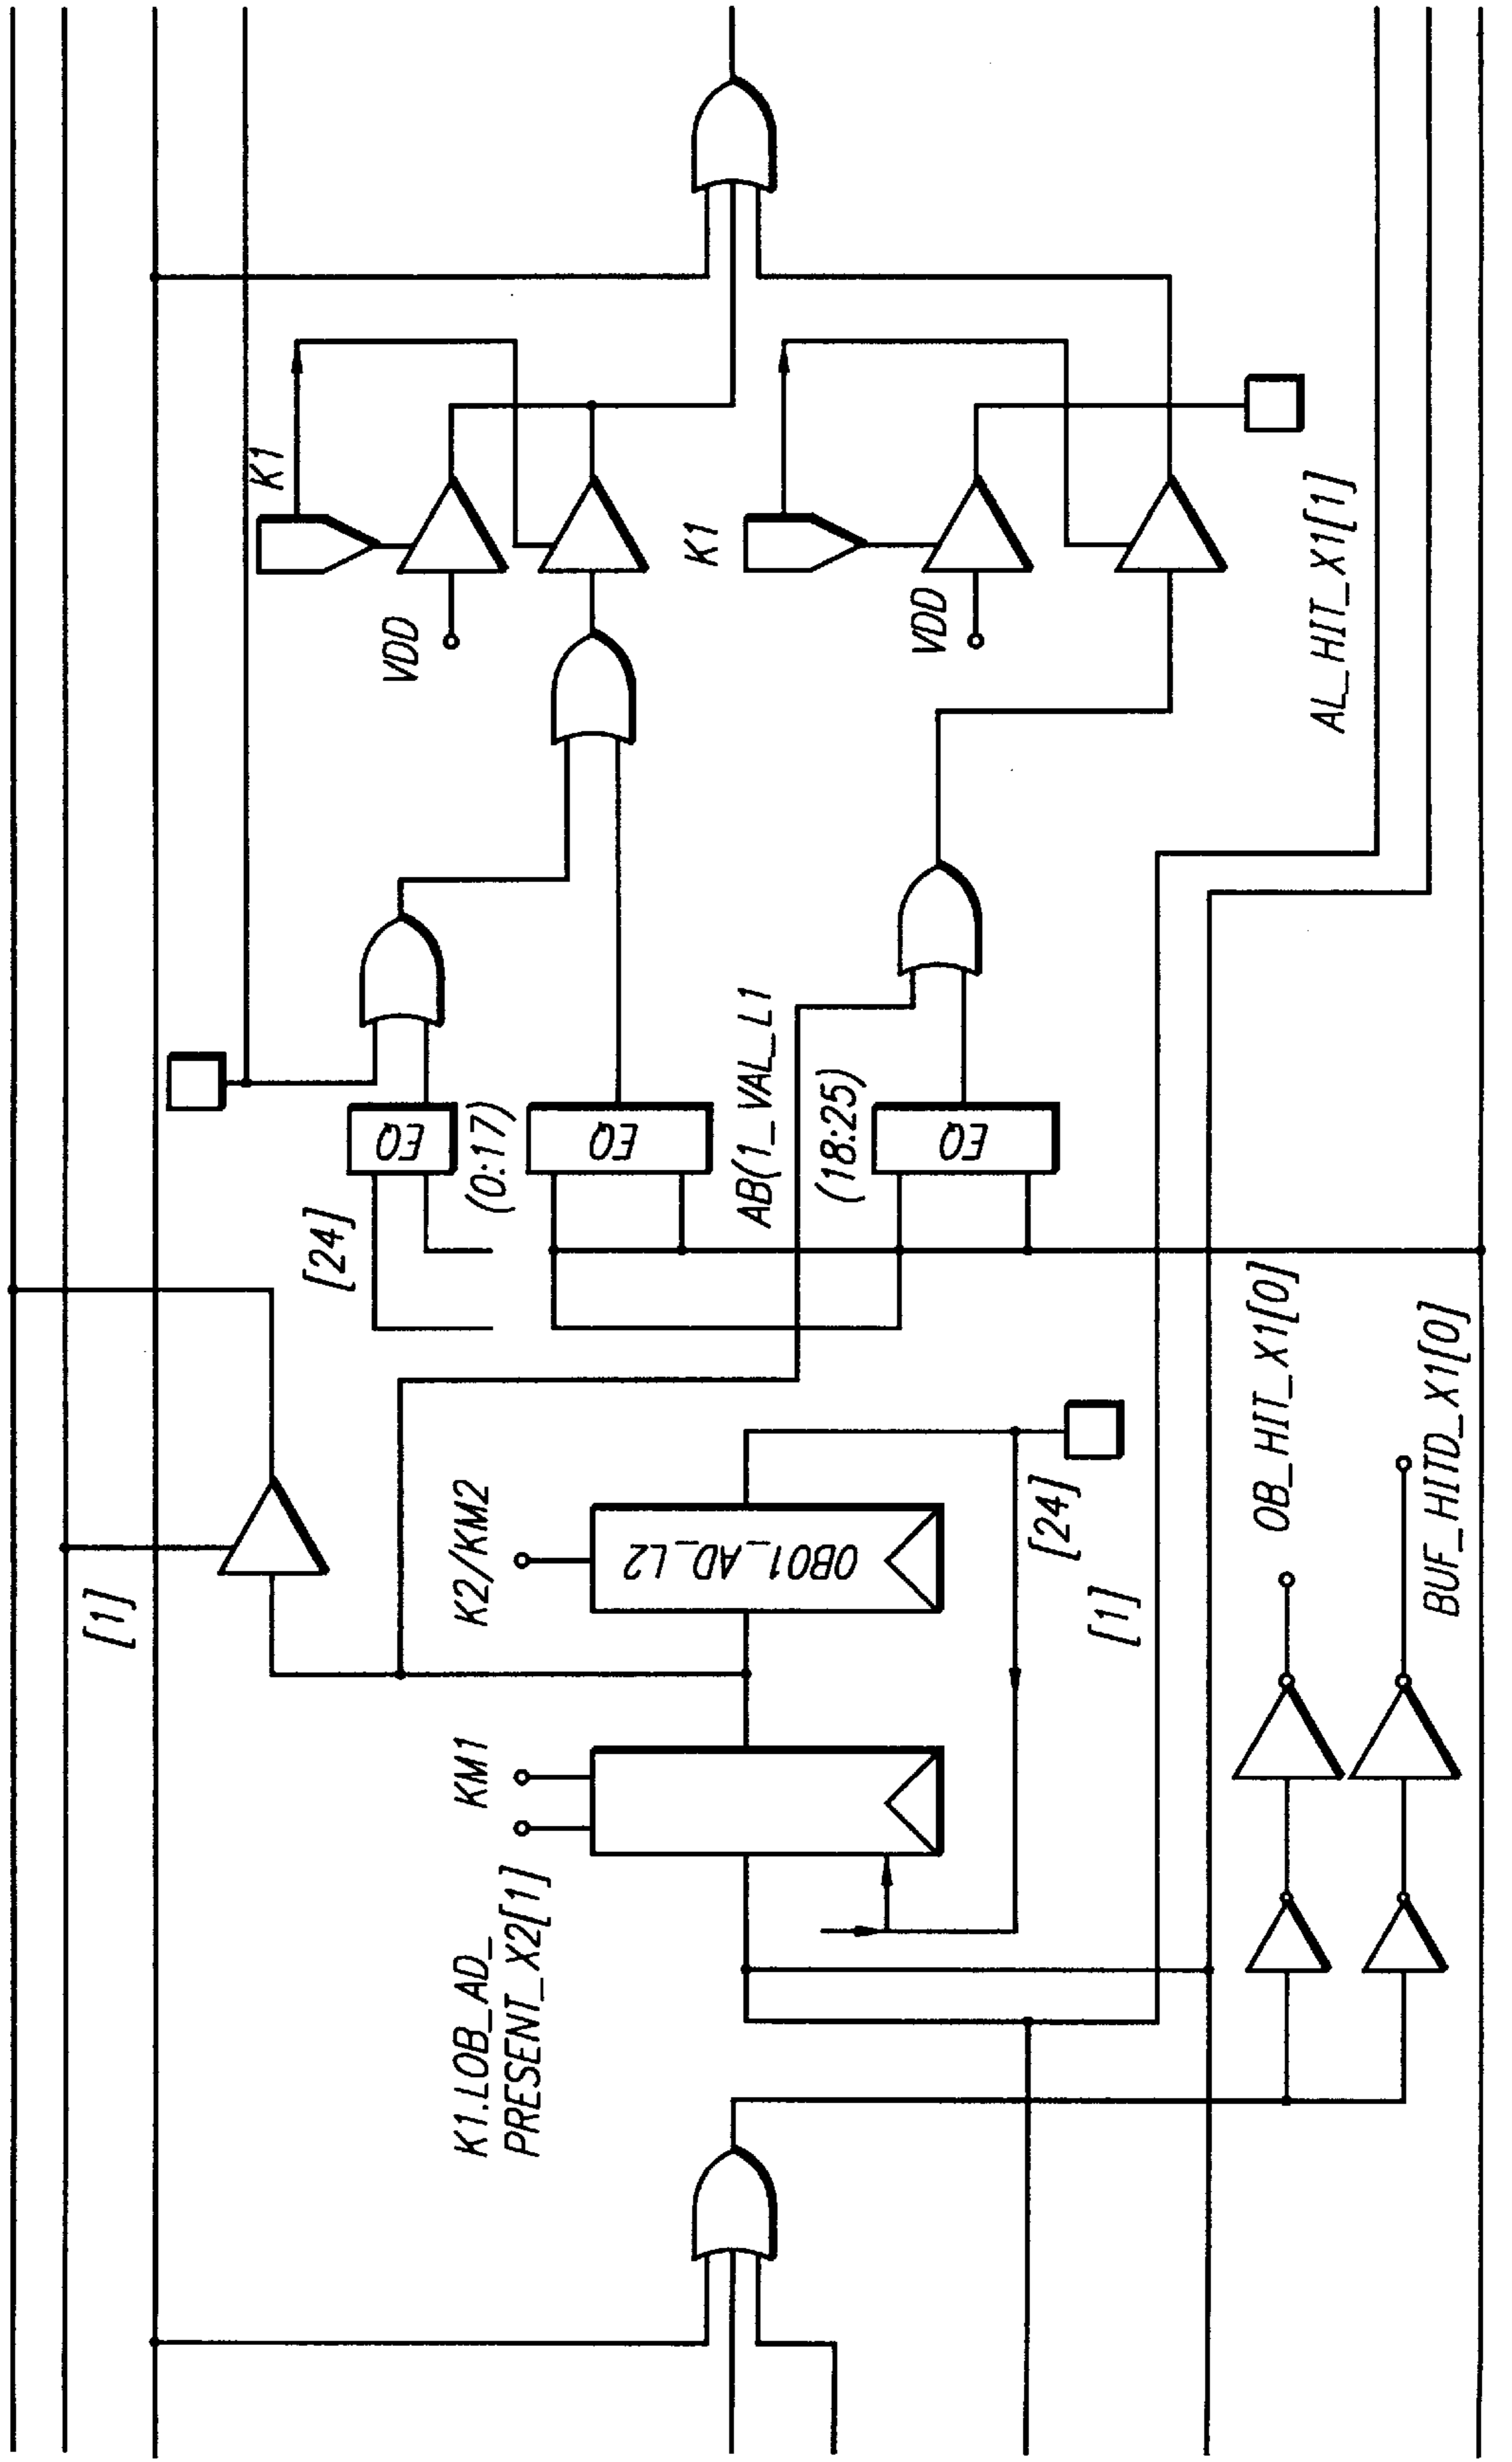 K1
VDD
K1
VDD
AL_HIT_X1[1]
EQ
(0:17)
EQ
AB(1_VAL_L1
(18:25)
EQ
[24]
[1]
K2/KM2
OB01_AD_L2
[24]
[1]
OB_HIT_X1[0]
BUF_HITD_X1[0]
KM1
K1.LOB_AD_
PRESENT_X2[1]